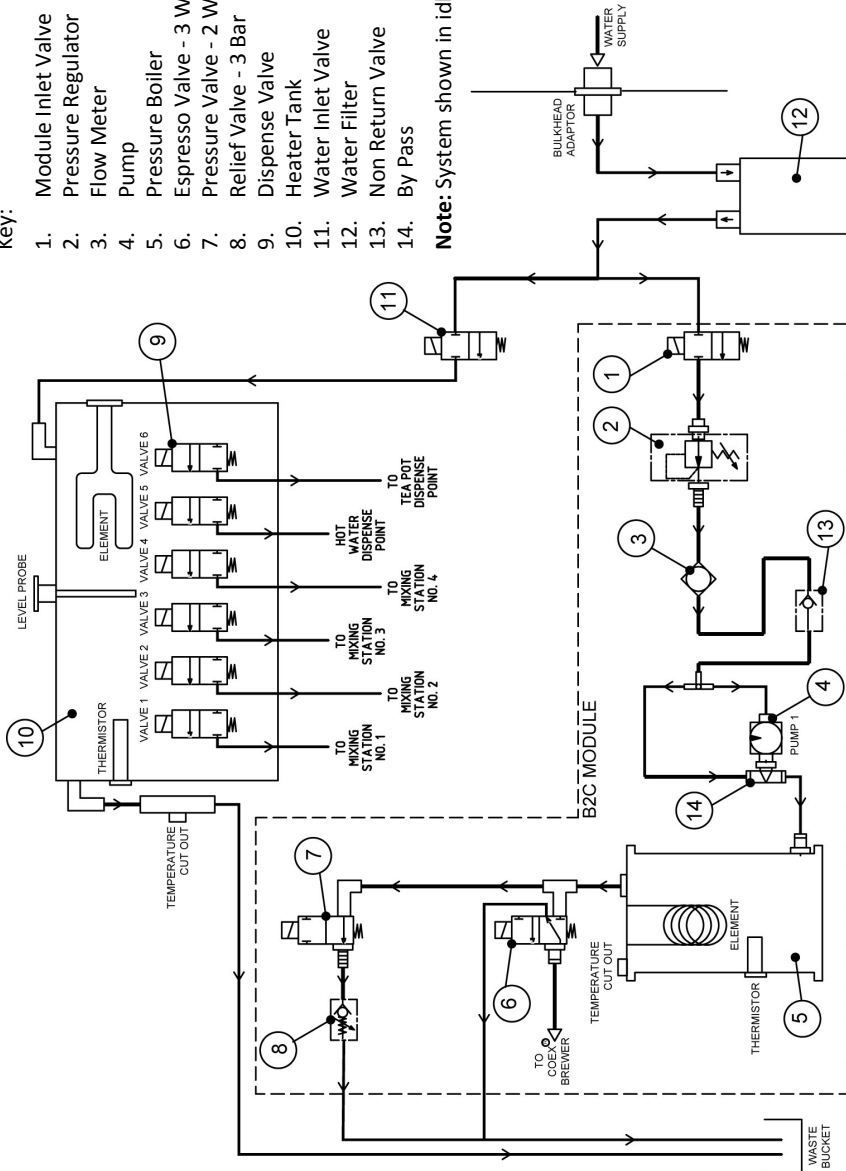 Key:
1. Module Inlet Valve
2. Pressure Regulator
3. Flow Meter
4. Pump
5. Pressure Boiler
6. Espresso Valve - 3 W
7. Pressure Valve - 2 W
8. Relief Valve - 3 Bar
9. Dispense Valve
10. Heater Tank
11. Water Inlet Valve
12. Water Filter
13. Non Return Valve
14. By Pass
Note: System shown in idl
WATER
SUPPLY
BULKHEAD
ADAPTOR
12
11
1
2
3
13
4
PUMP 1
14
B2C MODULE
LEVEL PROBE
10
THERMISTOR
ELEMENT
9
VALVE 1
VALVE 2
VALVE 3
VALVE 4
VALVE 5
VALVE 6
TO
MIXING
STATION
NO. 1
TO
MIXING
STATION
NO. 2
TO
MIXING
STATION
NO. 3
TO
MIXING
STATION
NO. 4
HOT
WATER
DISPENSE
POINT
TO
TEA POT
DISPENSE
POINT
TEMPERATURE
CUT OUT
7
8
6
TO
COEX
BREWER
TEMPERATURE
CUT OUT
ELEMENT
THERMISTOR
5
WASTE
BUCKET